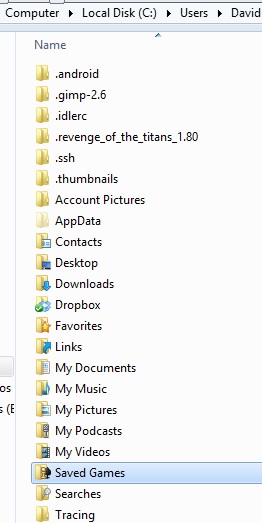 Computer ▸ Local Disk (C:) ▸ Users ▸ David
Name
.android
.gimp-2.6
.idlerc
.revenge_of_the_titans_1.80
.ssh
.thumbnails
Account Pictures
AppData
Contacts
Desktop
Downloads
Dropbox
Favorites
Links
My Documents
My Music
My Pictures
My Podcasts
My Videos
Saved Games
Searches
Tracing
os
s (E